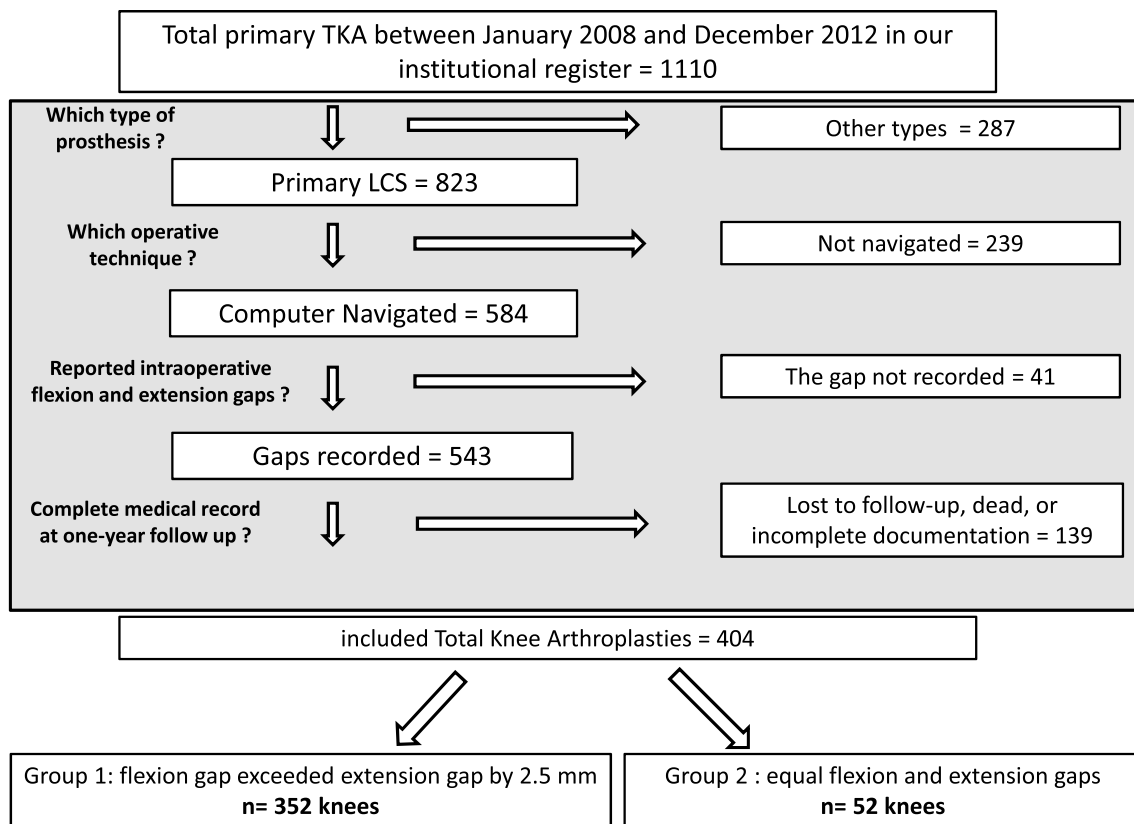 Total primary TKA between January 2008 and December 2012 in our
institutional register = 1110
Which type of
prosthesis ?
Other types  = 287
Primary LCS = 823
Which operative
technique ?
Not navigated = 239
Computer Navigated = 584
Reported intraoperative
flexion and extension gaps ?
The gap not recorded = 41
Gaps recorded = 543
Complete medical record
at one-year follow up ?
Lost to follow-up, dead, or
incomplete documentation = 139
included Total Knee Arthroplasties = 404
Group 1: flexion gap exceeded extension gap by 2.5 mm
n= 352 knees
Group 2 : equal flexion and extension gaps
n= 52 knees